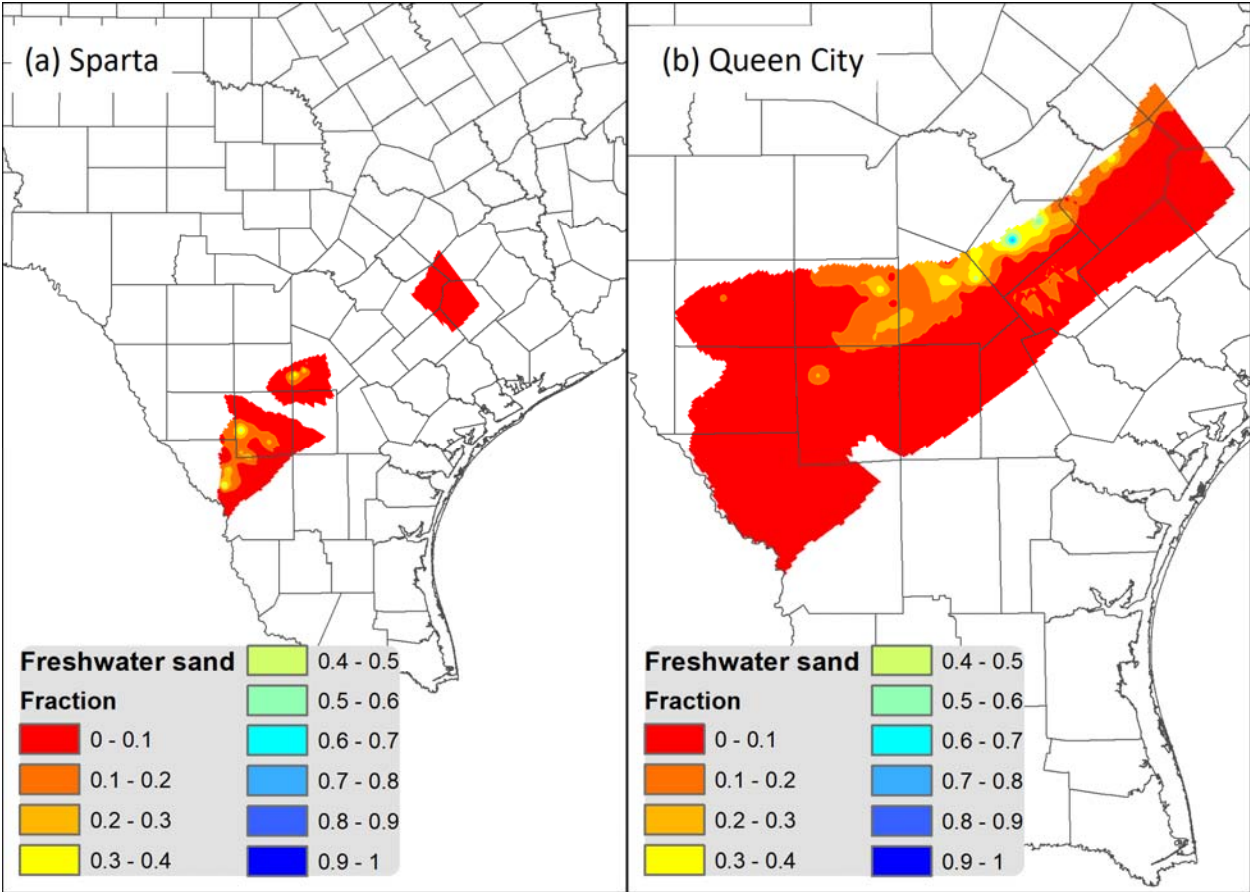 (a) Sparta
Freshwater sand
Fraction
0 - 0.1
0.1 - 0.2
0.2 - 0.3
0.3 - 0.4
0.4 - 0.5
0.5 - 0.6
0.6 - 0.7
0.7 - 0.8
0.8 - 0.9
0.9 - 1
(b) Queen City
Freshwater sand
Fraction
0 - 0.1
0.1 - 0.2
0.2 - 0.3
0.3 - 0.4
0.4 - 0.5
0.5 - 0.6
0.6 - 0.7
0.7 - 0.8
0.8 - 0.9
0.9 - 1